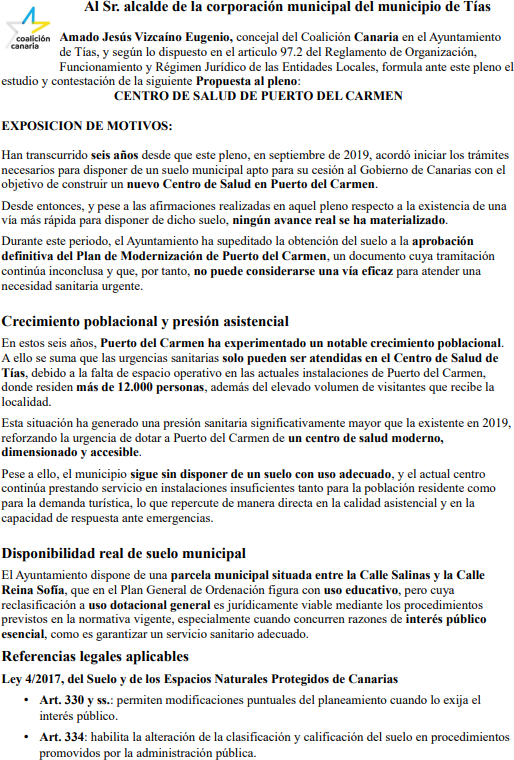 Al Sr. alcalde de la corporación municipal del municipio de Tías
coalición
canaria
Amado Jesús Vizcaíno Eugenio, concejal del Coalición Canaria en el Ayuntamiento
de Tías, y según lo dispuesto en el articulo 97.2 del Reglamento de Organización,
Funcionamiento y Régimen Jurídico de las Entidades Locales, formula ante este pleno el
estudio y contestación de la siguiente Propuesta al pleno:
CENTRO DE SALUD DE PUERTO DEL CARMEN
EXPOSICION DE MOTIVOS:
Han transcurrido seis años desde que este pleno, en septiembre de 2019, acordó iniciar los trámites
necesarios para disponer de un suelo municipal apto para su cesión al Gobierno de Canarias con el
objetivo de construir un nuevo Centro de Salud en Puerto del Carmen.
Desde entonces, y pese a las afirmaciones realizadas en aquel pleno respecto a la existencia de una
vía más rápida para disponer de dicho suelo, ningún avance real se ha materializado.
Durante este periodo, el Ayuntamiento ha supeditado la obtención del suelo a la aprobación
definitiva del Plan de Modernización de Puerto del Carmen, un documento cuya tramitación
continúa inconclusa y que, por tanto, no puede considerarse una vía eficaz para atender una
necesidad sanitaria urgente.
Crecimiento poblacional y presión asistencial
En estos seis años, Puerto del Carmen ha experimentado un notable crecimiento poblacional.
A ello se suma que las urgencias sanitarias solo pueden ser atendidas en el Centro de Salud de
Tías, debido a la falta de espacio operativo en las actuales instalaciones de Puerto del Carmen,
donde residen más de 12.000 personas, además del elevado volumen de visitantes que recibe la
localidad.
Esta situación ha generado una presión sanitaria significativamente mayor que la existente en 2019,
reforzando la urgencia de dotar a Puerto del Carmen de un centro de salud moderno,
dimensionado y accesible.
Pese a ello, el municipio sigue sin disponer de un suelo con uso adecuado, y el actual centro
continúa prestando servicio en instalaciones insuficientes tanto para la población residente como
para la demanda turística, lo que repercute de manera directa en la calidad asistencial y en la
capacidad de respuesta ante emergencias.
Disponibilidad real de suelo municipal
El Ayuntamiento dispone de una parcela municipal situada entre la Calle Salinas y la Calle
Reina Sofía, que en el Plan General de Ordenación figura con uso educativo, pero cuya
reclasificación a uso dotacional general es jurídicamente viable mediante los procedimientos
previstos en la normativa vigente, especialmente cuando concurren razones de interés público
esencial, como es garantizar un servicio sanitario adecuado.
Referencias legales aplicables
Ley 4/2017, del Suelo y de los Espacios Naturales Protegidos de Canarias
• Art. 330 y ss.: permiten modificaciones puntuales del planeamiento cuando lo exija el
interés público.
• Art. 334: habilita la alteración de la clasificación y calificación del suelo en procedimientos
promovidos por la administración pública.